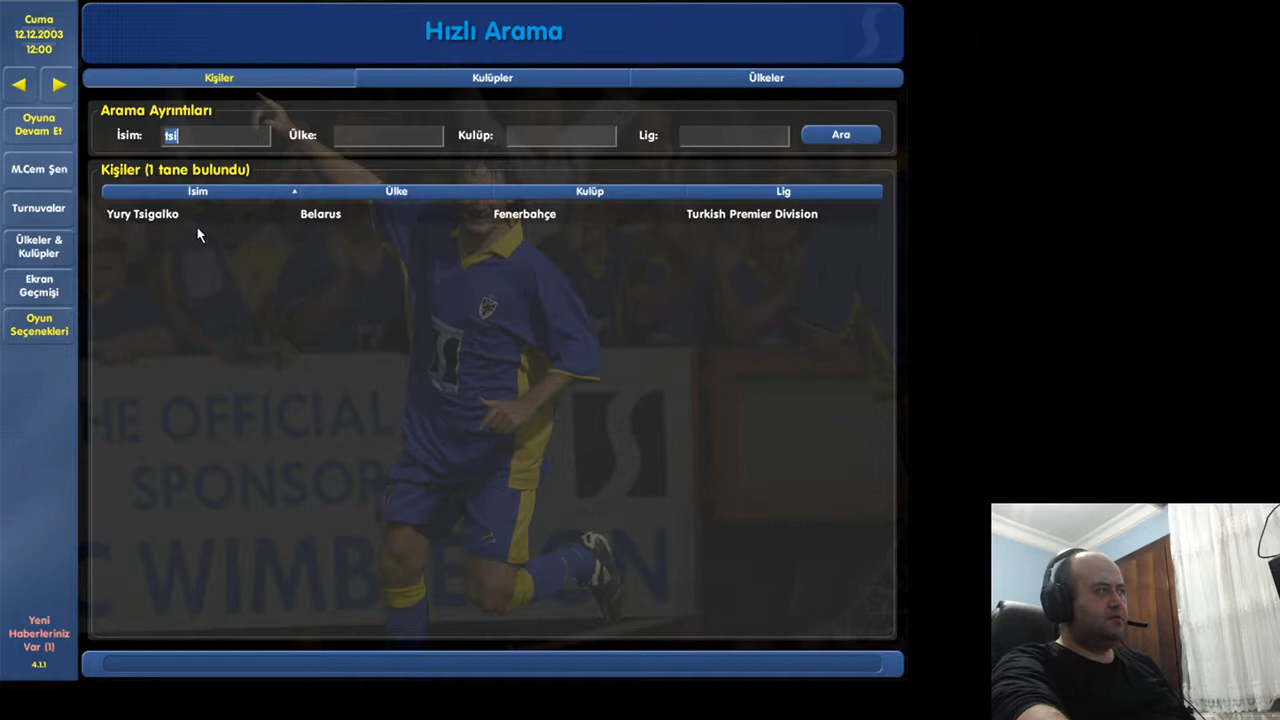 Cuma
12.12.2003
12:00
Hızlı Arama
Kişiler
Kulüpler
Ülkeler
Oyuna
Devam Et
M.Cem Şen
Turnuvalar
Ülkeler &
Kulüpler
Ekran
Geçmişi
Oyun
Seçenekleri
Arama Ayrıntıları
İsim: tsi Ülke: Kulüp: Lig: Ara
Kişiler (1 tane bulundu)
İsim Ülke Kulüp Lig
Yury Tsigalko Belarus Fenerbahçe Turkish Premier Division
HE OFFICIAL
SPONSOR
C WIMBLEDON
Yeni
Haberleriniz
Var (1)
4.1.1